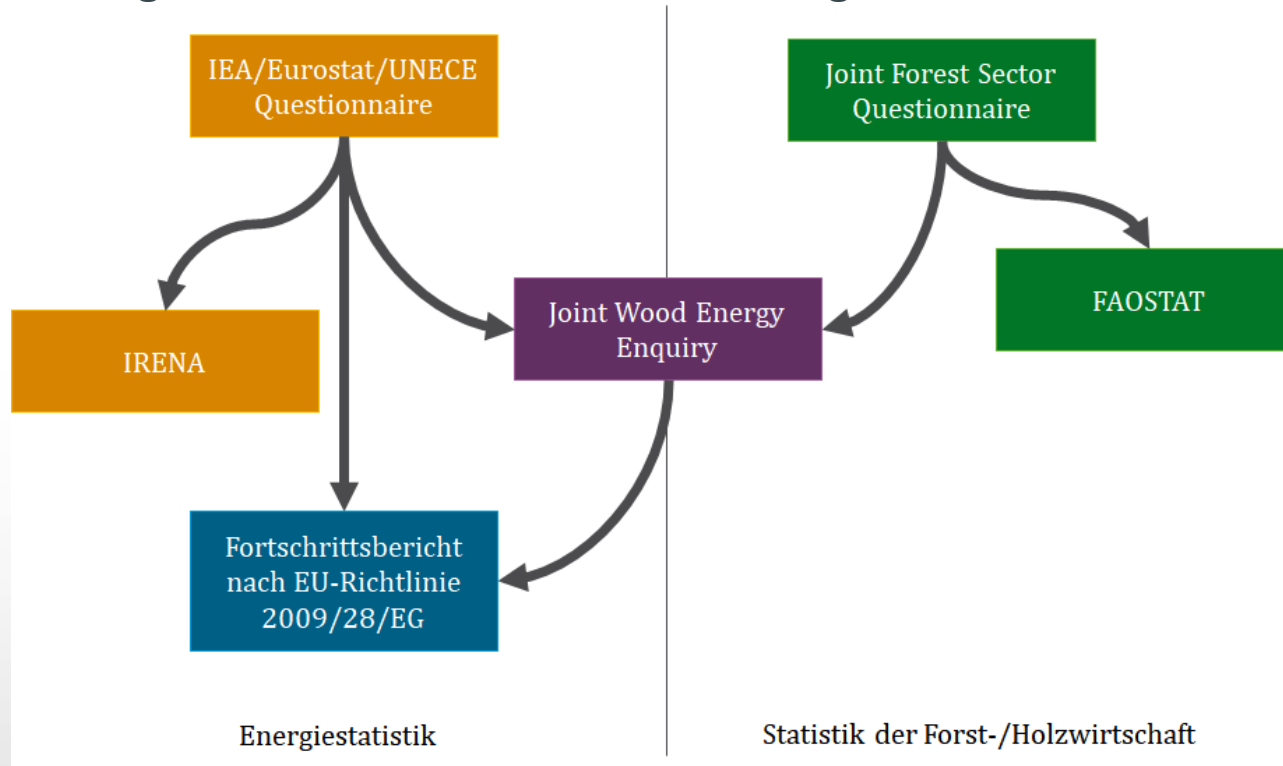 IEA/Eurostat/UNECE
Questionnaire
Joint Forest Sector
Questionnaire
IRENA
Joint Wood Energy
Enquiry
FAOSTAT
Fortschrittsbericht
nach EU-Richtlinie
2009/28/EG
Energiestatistik
Statistik der Forst-/Holzwirtschaft